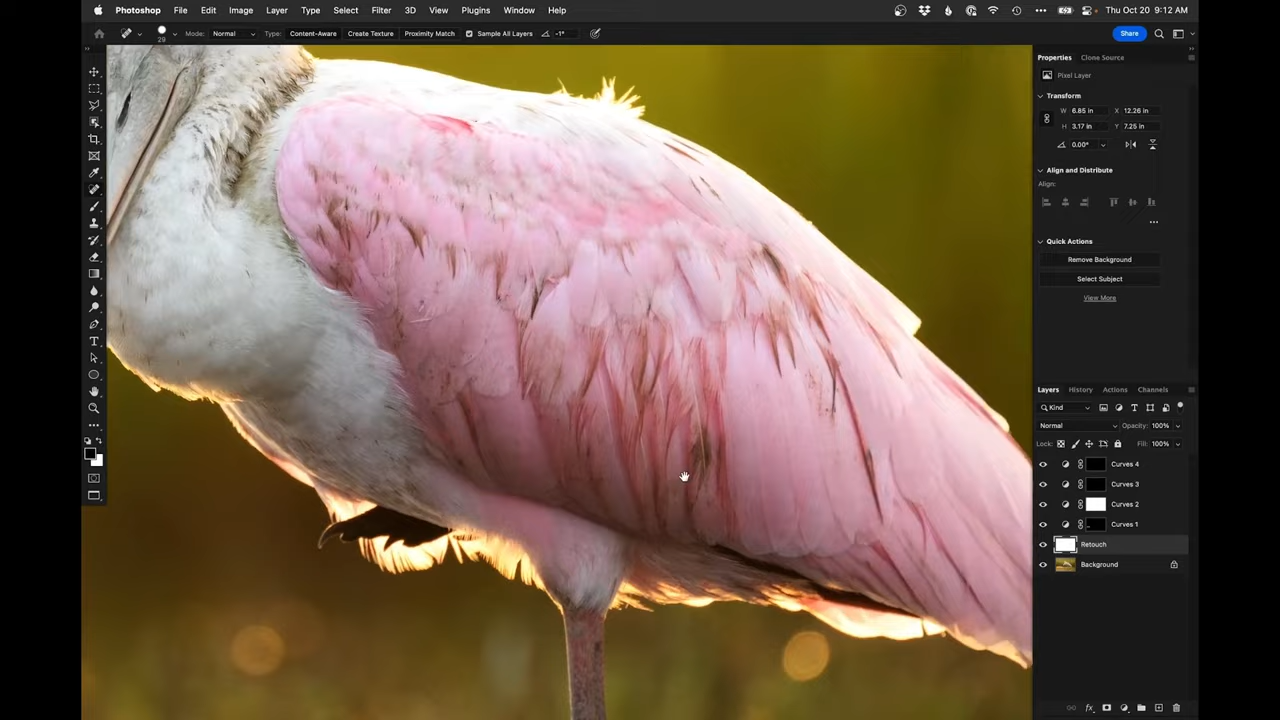 Photoshop File Edit Image Layer Type Select Filter 3D View Plugins Window Help Thu Oct 20 9:12 AM
29 Mode: Normal Type: Content-Aware Create Texture Proximity Match Sample All Layers -1° Share
Properties Clone Source
Pixel Layer
Transform
W 6.85 in X 12.26 in
H 3.17 in Y 7.25 in
0.00°
Align and Distribute
Align:
Quick Actions
Remove Background
Select Subject
View More
Layers History Actions Channels
Kind
Normal Opacity: 100%
Lock: Fill: 100%
Curves 4
Curves 3
Curves 2
Curves 1
Retouch
Background